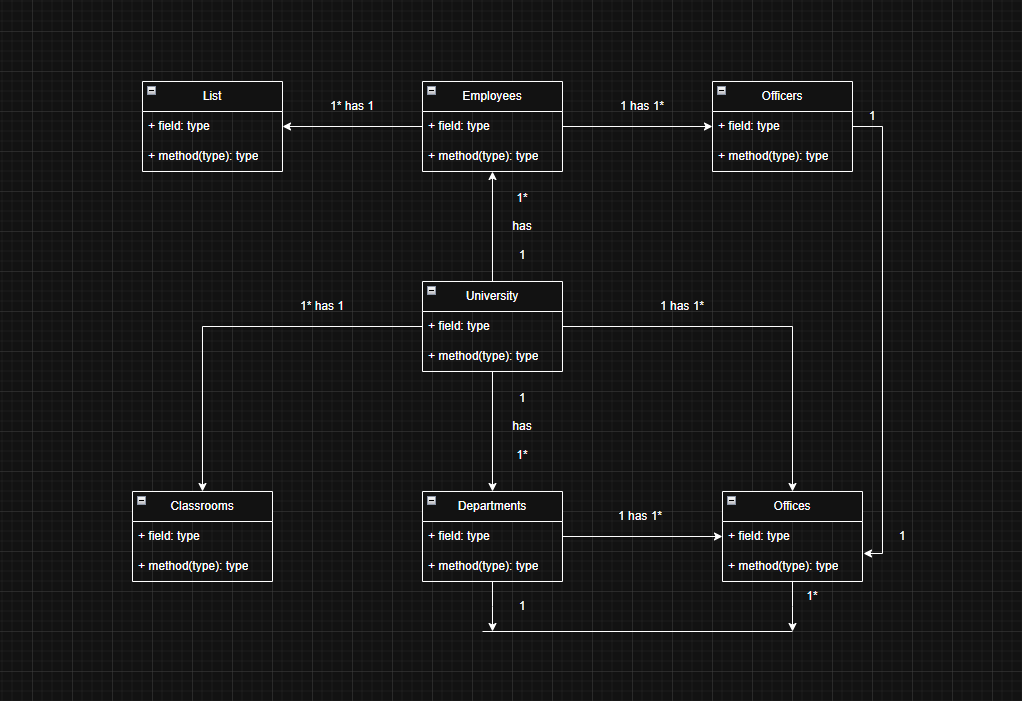 List
+ field: type
+ method(type): type
1* has 1
Employees
+ field: type
+ method(type): type
1 has 1*
Officers
+ field: type
+ method(type): type
1
1*
has
1
University
+ field: type
+ method(type): type
1* has 1
1 has 1*
1
has
1*
Classrooms
+ field: type
+ method(type): type
Departments
+ field: type
+ method(type): type
1 has 1*
Offices
+ field: type
+ method(type): type
1
1
1*